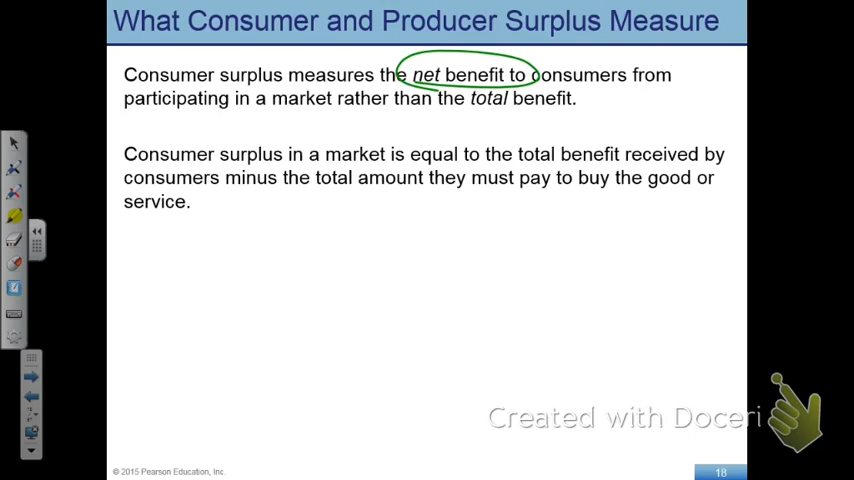 What Consumer and Producer Surplus Measure
Consumer surplus measures the net benefit to consumers from
participating in a market rather than the total benefit.
Consumer surplus in a market is equal to the total benefit received by
consumers minus the total amount they must pay to buy the good or
service.
Created with Doceri
© 2015 Pearson Education, Inc.
18